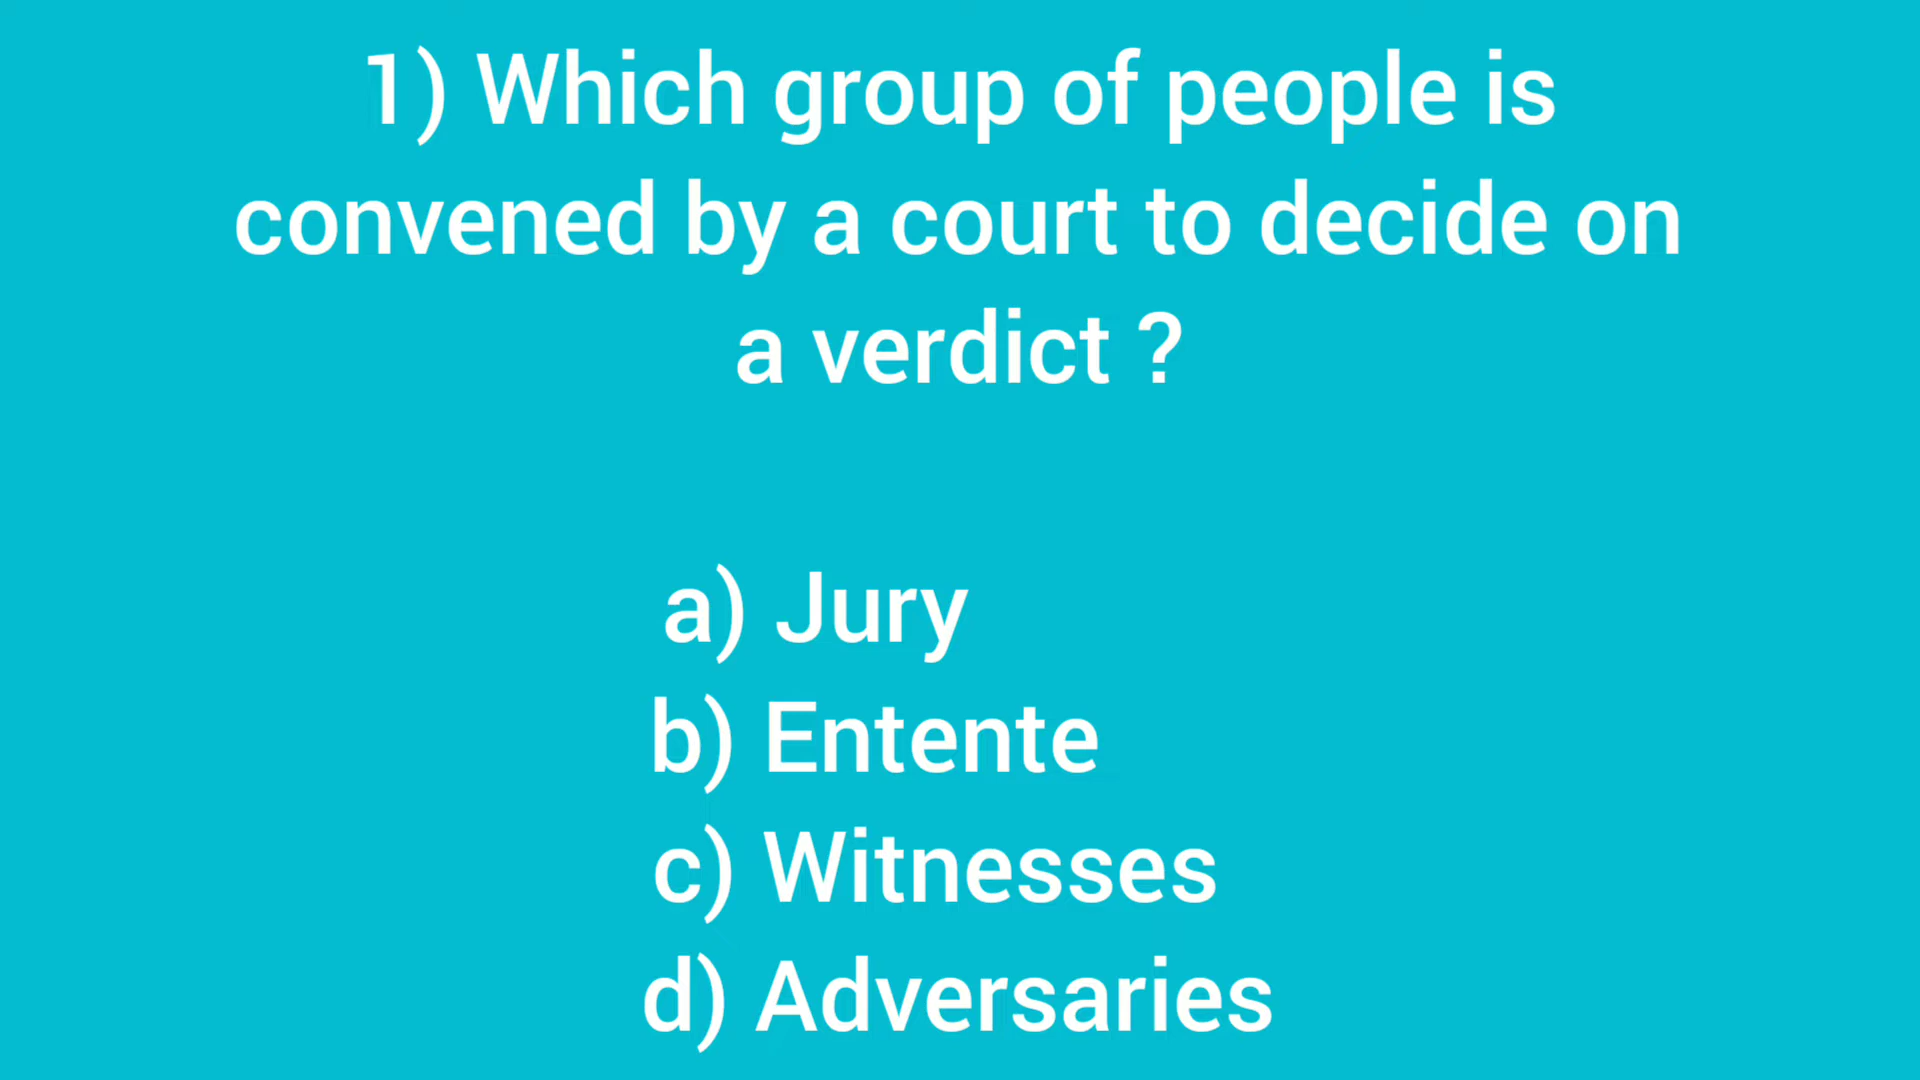 1) Which group of people is
convened by a court to decide on
a verdict ?
a) Jury
b) Entente
c) Witnesses
d) Adversaries